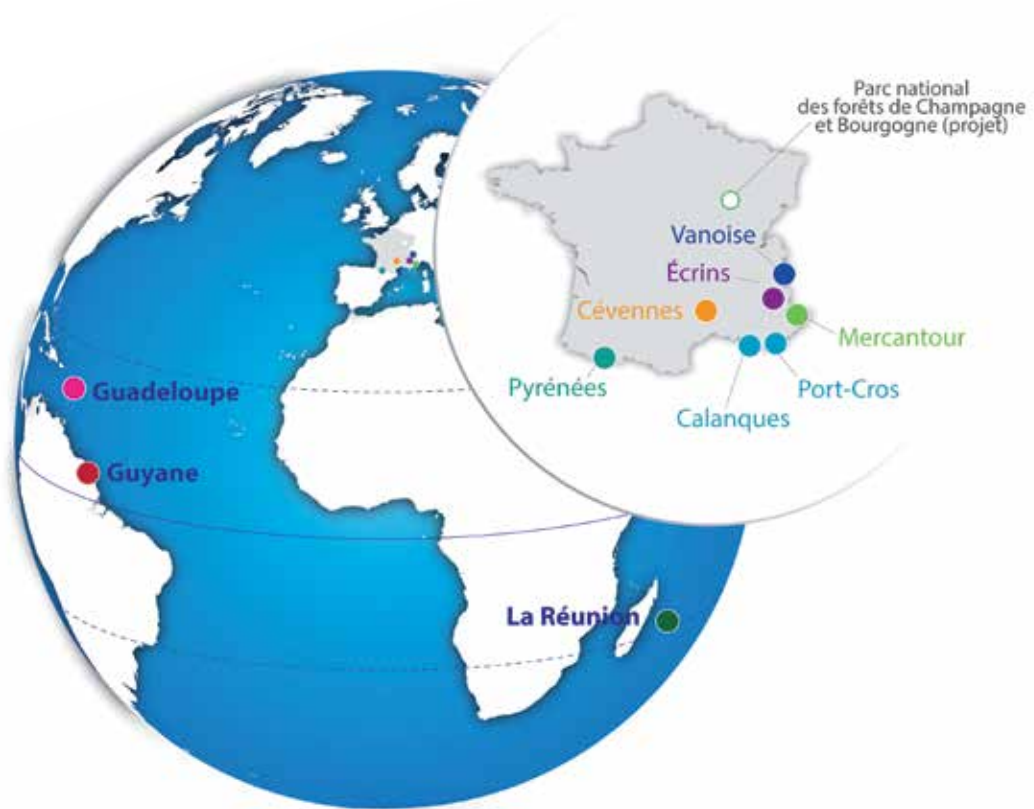 Parc national
des forêts de Champagne
et Bourgogne (projet)
Vanoise
Écrins
Cévennes
Mercantour
Pyrénées
Port-Cros
Calanques
Guadeloupe
Guyane
La Réunion